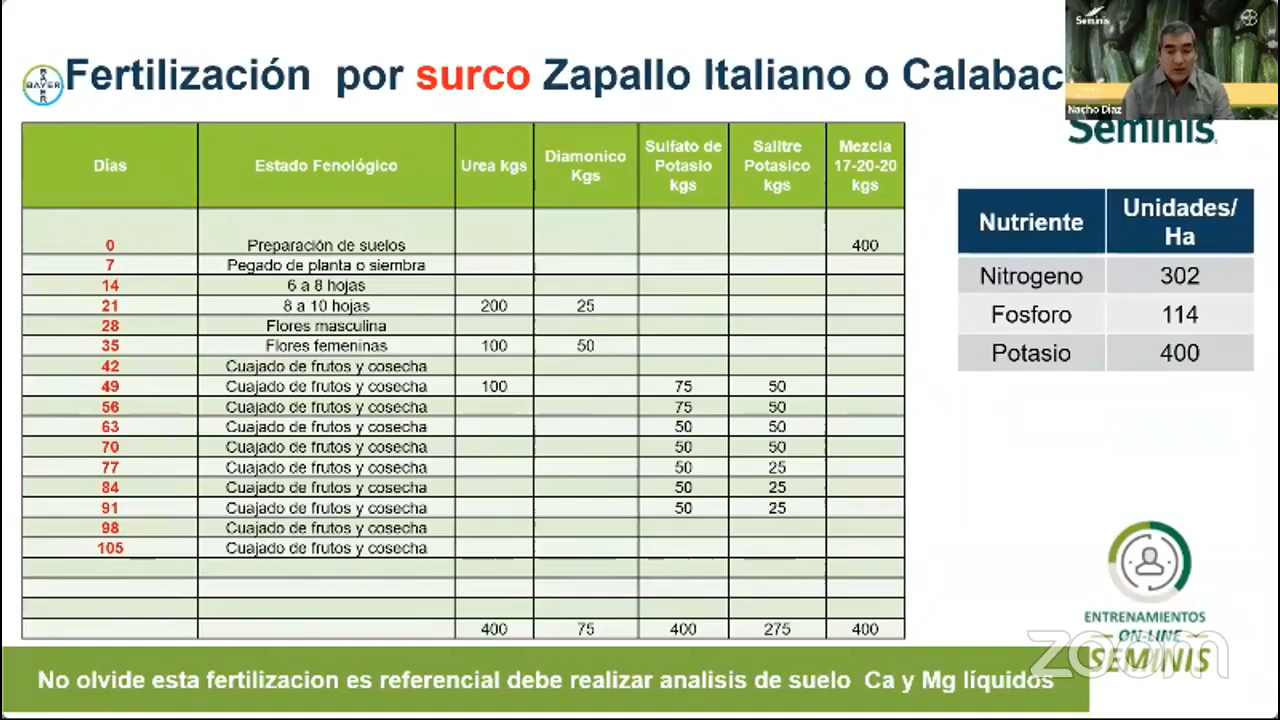 Seminis
Nacho Diaz
BAYER
Fertilización por surco Zapallo Italiano o Calabac
Seminis
Días Estado Fenológico Urea kgs Diamonico Kgs Sulfato de Potasio kgs Salitre Potasico kgs Mezcla 17-20-20 kgs
0 Preparación de suelos 400
7 Pegado de planta o siembra
14 6 a 8 hojas
21 8 a 10 hojas 200 25
28 Flores masculina
35 Flores femeninas 100 50
42 Cuajado de frutos y cosecha
49 Cuajado de frutos y cosecha 100 75 50
56 Cuajado de frutos y cosecha 75 50
63 Cuajado de frutos y cosecha 50 50
70 Cuajado de frutos y cosecha 50 50
77 Cuajado de frutos y cosecha 50 25
84 Cuajado de frutos y cosecha 50 25
91 Cuajado de frutos y cosecha 50 25
98 Cuajado de frutos y cosecha
105 Cuajado de frutos y cosecha
400 75 400 275 400
Nutriente Unidades/ Ha
Nitrogeno 302
Fosforo 114
Potasio 400
ENTRENAMIENTOS
ON-LINE
SEMINIS
zoom
No olvide esta fertilizacion es referencial debe realizar analisis de suelo Ca y Mg líquidos